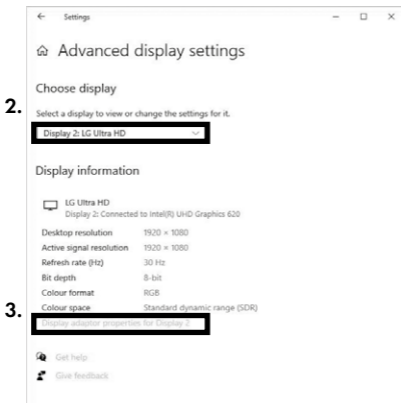 Settings
Advanced display settings
Choose display
2.
Select a display to view or change the settings for it.
Display 2: LG Ultra HD
Display information
LG Ultra HD
Display 2: Connected to Intel(R) UHD Graphics 620
Desktop resolution 1920 × 1080
Active signal resolution 1920 × 1080
Refresh rate (Hz) 30 Hz
Bit depth 8-bit
Colour format RGB
3.
Colour space Standard dynamic range (SDR)
Display adaptor properties for Display 2
Get help
Give feedback